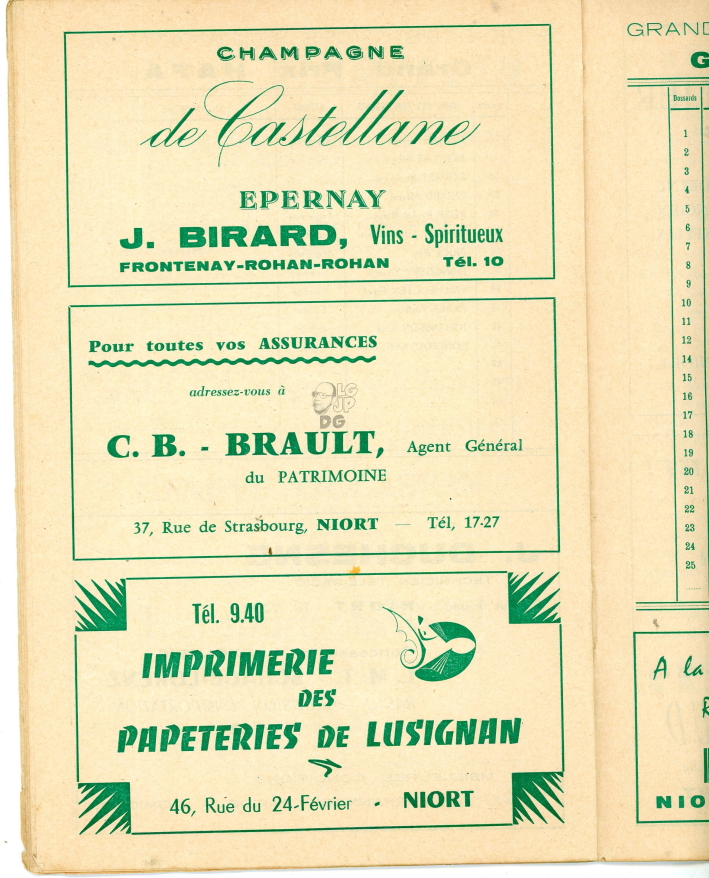 CHAMPAGNE
de Castellane
EPERNAY
J. BIRARD, Vins - Spiritueux
FRONTENAY-ROHAN-ROHAN Tél. 10
Pour toutes vos ASSURANCES
adressez-vous à
LG
JP
DG
C. B. - BRAULT, Agent Général
du PATRIMOINE
37, Rue de Strasbourg, NIORT — Tél, 17-27
Tél. 9.40
IMPRIMERIE
DES
PAPETERIES DE LUSIGNAN
46, Rue du 24-Février - NIORT
GRAND
G
Dossards
1
2
3
4
5
6
7
8
9
10
11
12
14
15
16
17
18
19
20
21
22
23
24
25
A la
NIO